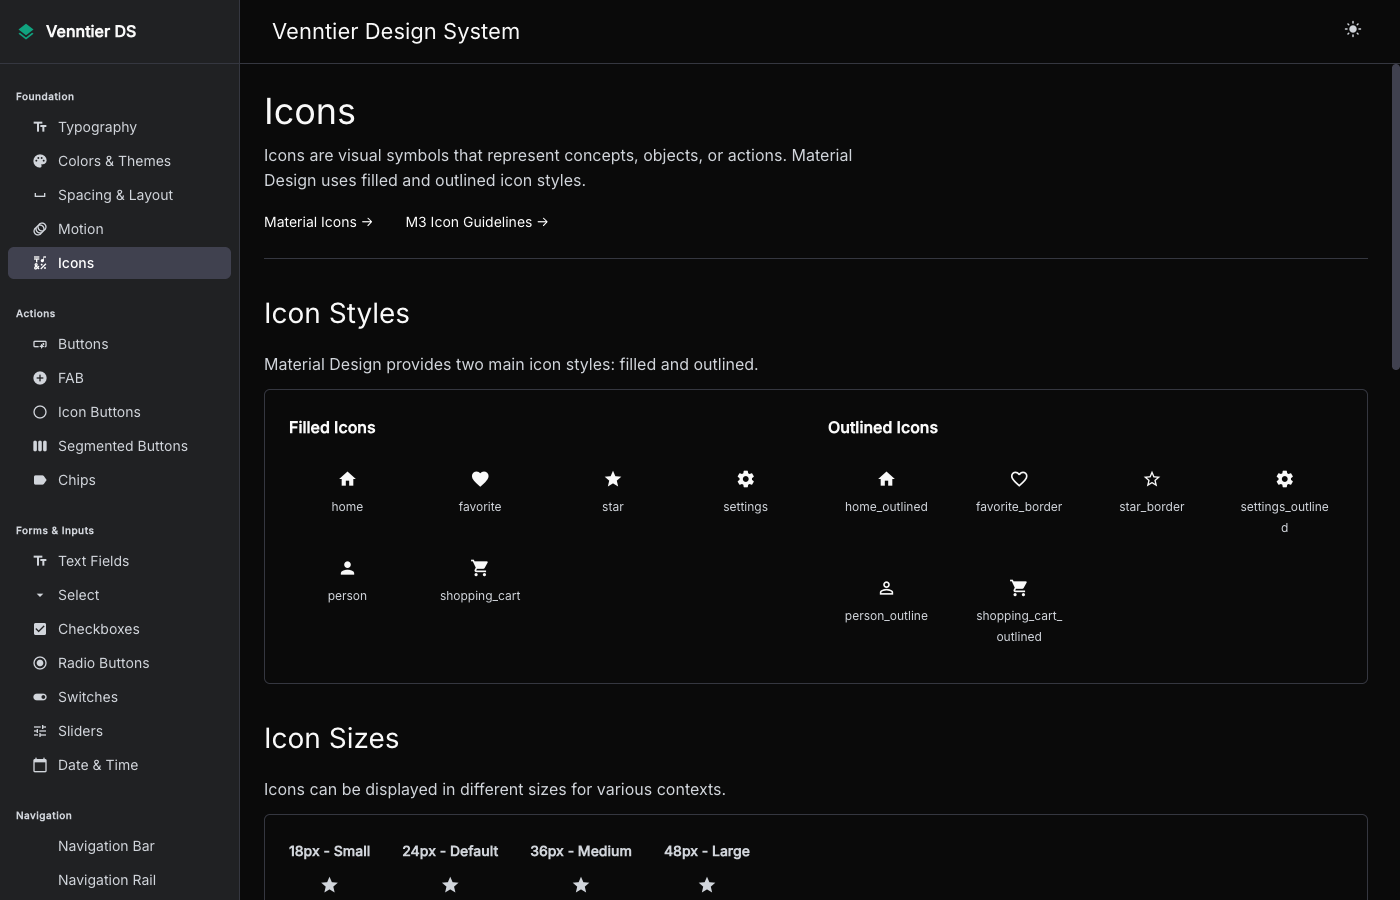 Venntier DS
Venntier Design System
Foundation
Typography
Colors & Themes
Spacing & Layout
Motion
Icons
Actions
Buttons
FAB
Icon Buttons
Segmented Buttons
Chips
Forms & Inputs
Text Fields
Select
Checkboxes
Radio Buttons
Switches
Sliders
Date & Time
Navigation
Navigation Bar
Navigation Rail
Icons
Icons are visual symbols that represent concepts, objects, or actions. Material
Design uses filled and outlined icon styles.
Material Icons → M3 Icon Guidelines →
Icon Styles
Material Design provides two main icon styles: filled and outlined.
Filled Icons
home favorite star settings
person shopping_cart
Outlined Icons
home_outlined favorite_border star_border settings_outline
d
person_outline shopping_cart_
outlined
Icon Sizes
Icons can be displayed in different sizes for various contexts.
18px - Small 24px - Default 36px - Medium 48px - Large